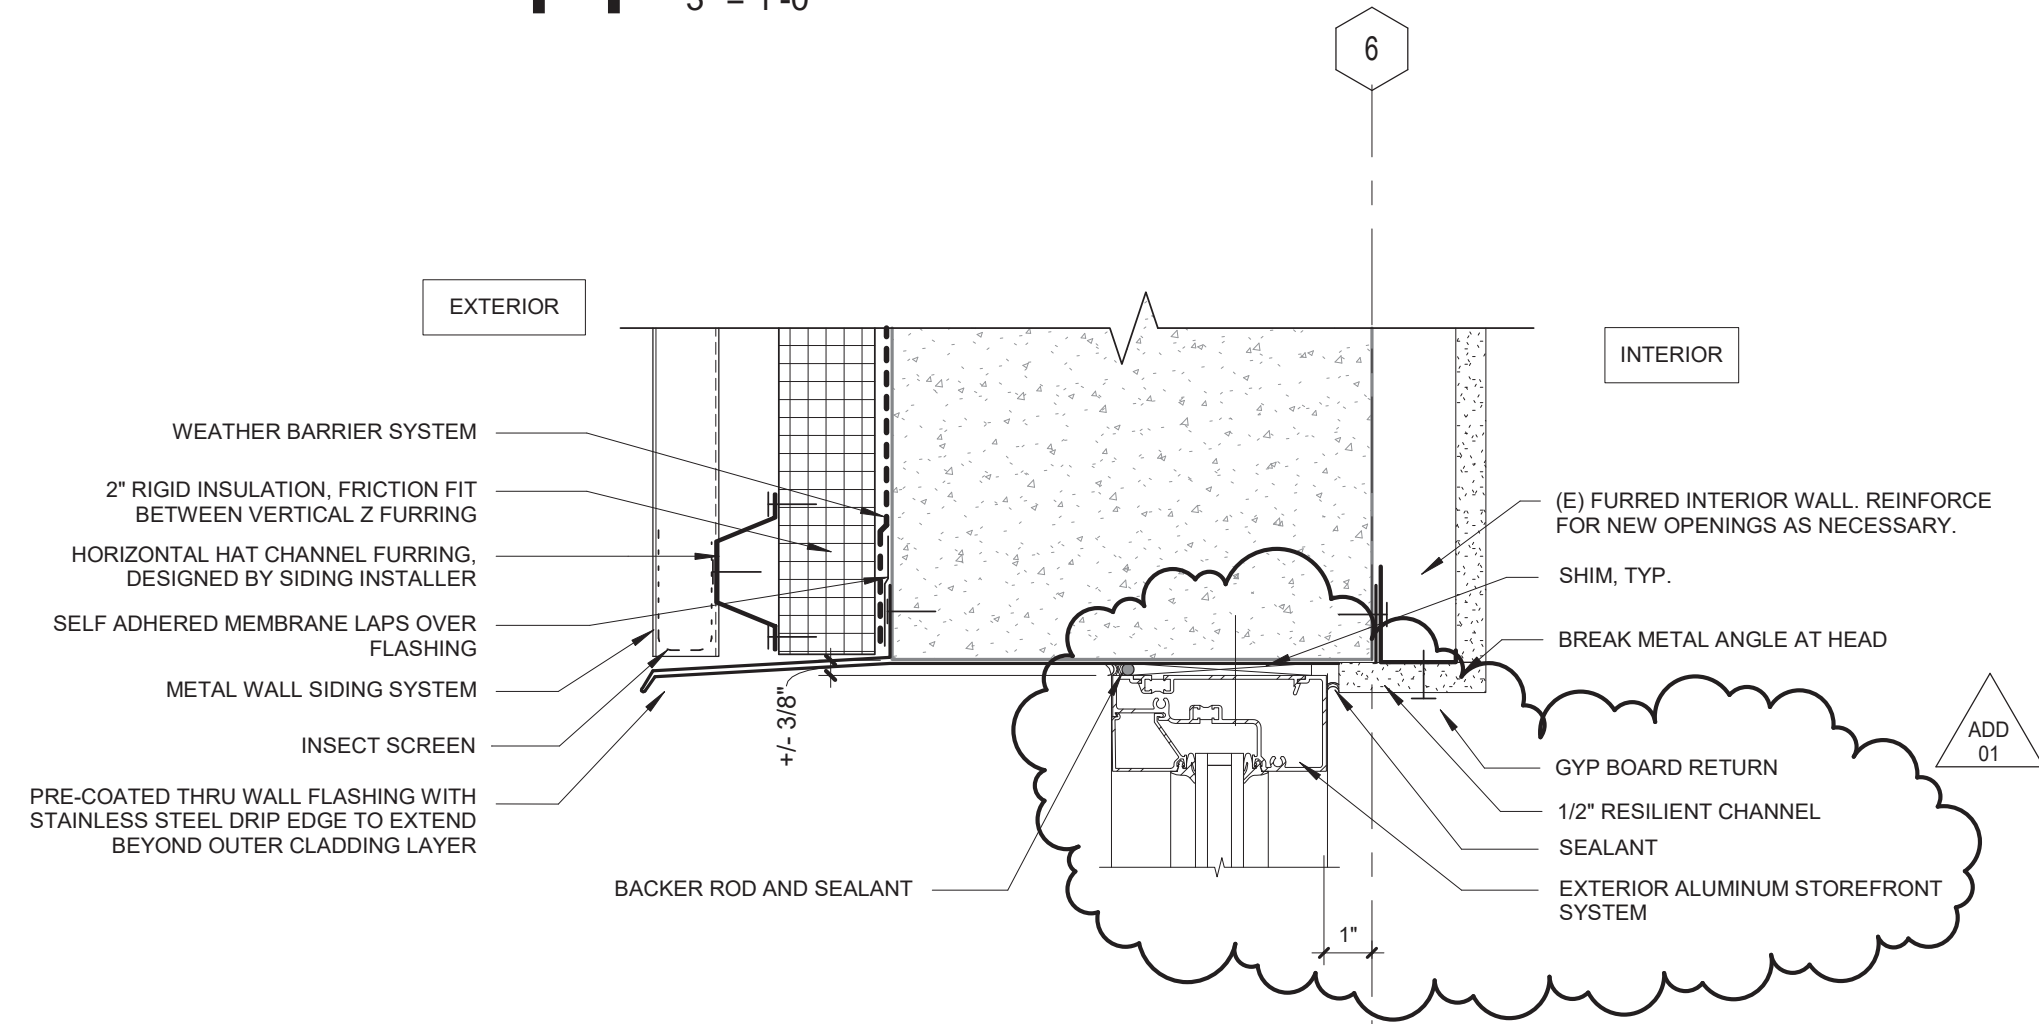 3" = 1'-0"
6
EXTERIOR
INTERIOR
WEATHER BARRIER SYSTEM
2" RIGID INSULATION, FRICTION FIT
BETWEEN VERTICAL Z FURRING
HORIZONTAL HAT CHANNEL FURRING,
DESIGNED BY SIDING INSTALLER
SELF ADHERED MEMBRANE LAPS OVER
FLASHING
METAL WALL SIDING SYSTEM
INSECT SCREEN
PRE-COATED THRU WALL FLASHING WITH
STAINLESS STEEL DRIP EDGE TO EXTEND
BEYOND OUTER CLADDING LAYER
+/- 3/8"
BACKER ROD AND SEALANT
(E) FURRED INTERIOR WALL. REINFORCE
FOR NEW OPENINGS AS NECESSARY.
SHIM, TYP.
BREAK METAL ANGLE AT HEAD
GYP BOARD RETURN
1/2" RESILIENT CHANNEL
SEALANT
EXTERIOR ALUMINUM STOREFRONT
SYSTEM
1"
ADD
01